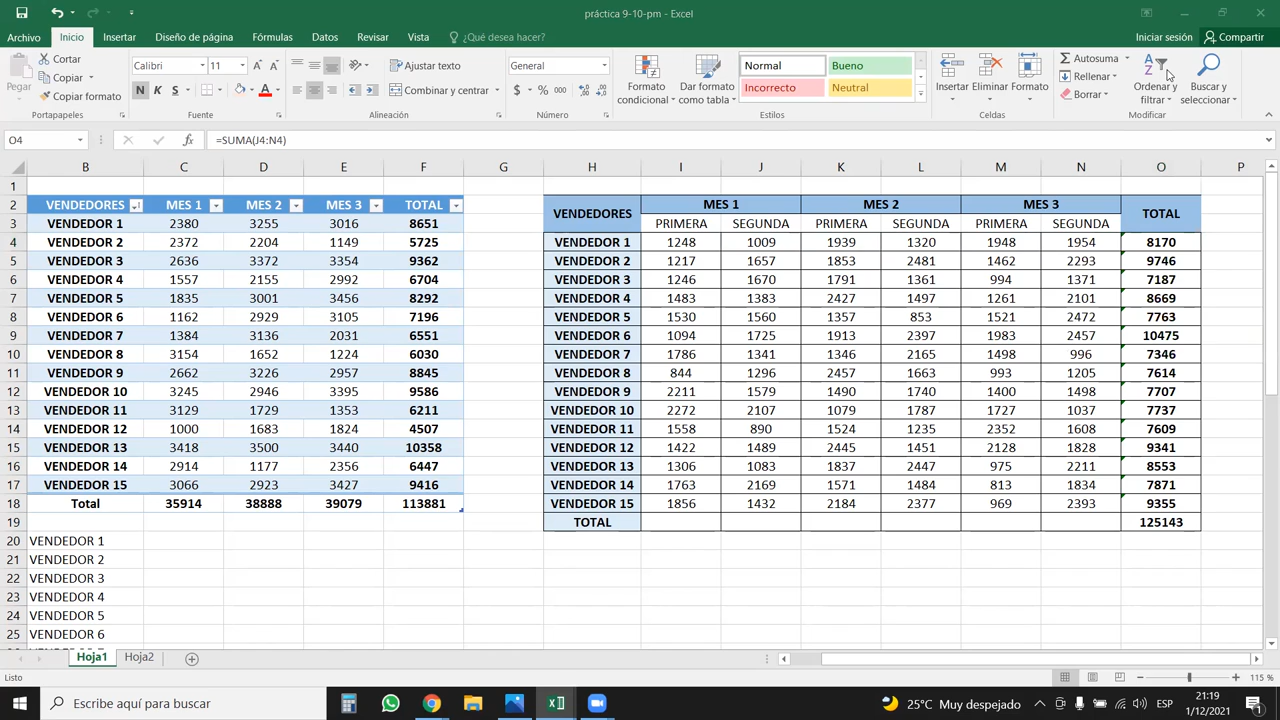 práctica 9-10-pm - Excel
Archivo Inicio Insertar Diseño de página Fórmulas Datos Revisar Vista ¿Qué desea hacer? Iniciar sesión Compartir
Pegar Cortar Copiar Copiar formato
Calibri 11 N K S A A A
Ajustar texto Combinar y centrar
General $ % 000
Formato condicional Dar formato como tabla
Normal Bueno Incorrecto Neutral
Insertar Eliminar Formato
Autosuma Rellenar Borrar Ordenar y filtrar Buscar y seleccionar
Portapapeles Fuente Alineación Número Estilos Celdas Modificar
O4 fx =SUMA(J4:N4)
B C D E F G H I J K L M N O P
1
2 VENDEDORES MES 1 MES 2 MES 3 TOTAL VENDEDORES MES 1 MES 2 MES 3 TOTAL
3 VENDEDOR 1 2380 3255 3016 8651 PRIMERA SEGUNDA PRIMERA SEGUNDA PRIMERA SEGUNDA
4 VENDEDOR 2 2372 2204 1149 5725 VENDEDOR 1 1248 1009 1939 1320 1948 1954 8170
5 VENDEDOR 3 2636 3372 3354 9362 VENDEDOR 2 1217 1657 1853 2481 1462 2293 9746
6 VENDEDOR 4 1557 2155 2992 6704 VENDEDOR 3 1246 1670 1791 1361 994 1371 7187
7 VENDEDOR 5 1835 3001 3456 8292 VENDEDOR 4 1483 1383 2427 1497 1261 2101 8669
8 VENDEDOR 6 1162 2929 3105 7196 VENDEDOR 5 1530 1560 1357 853 1521 2472 7763
9 VENDEDOR 7 1384 3136 2031 6551 VENDEDOR 6 1094 1725 1913 2397 1983 2457 10475
10 VENDEDOR 8 3154 1652 1224 6030 VENDEDOR 7 1786 1341 1346 2165 1498 996 7346
11 VENDEDOR 9 2662 3226 2957 8845 VENDEDOR 8 844 1296 2457 1663 993 1205 7614
12 VENDEDOR 10 3245 2946 3395 9586 VENDEDOR 9 2211 1579 1490 1740 1400 1498 7707
13 VENDEDOR 11 3129 1729 1353 6211 VENDEDOR 10 2272 2107 1079 1787 1727 1037 7737
14 VENDEDOR 12 1000 1683 1824 4507 VENDEDOR 11 1558 890 1524 1235 2352 1608 7609
15 VENDEDOR 13 3418 3500 3440 10358 VENDEDOR 12 1422 1489 2445 1451 2128 1828 9341
16 VENDEDOR 14 2914 1177 2356 6447 VENDEDOR 13 1306 1083 1837 2447 975 2211 8553
17 VENDEDOR 15 3066 2923 3427 9416 VENDEDOR 14 1763 2169 1571 1484 813 1834 7871
18 Total 35914 38888 39079 113881 VENDEDOR 15 1856 1432 2184 2377 969 2393 9355
19 TOTAL 125143
20 VENDEDOR 1
21 VENDEDOR 2
22 VENDEDOR 3
23 VENDEDOR 4
24 VENDEDOR 5
25 VENDEDOR 6
Hoja1 Hoja2
Listo 115 %
Escribe aquí para buscar 25°C Muy despejado ESP 21:19
1/12/2021